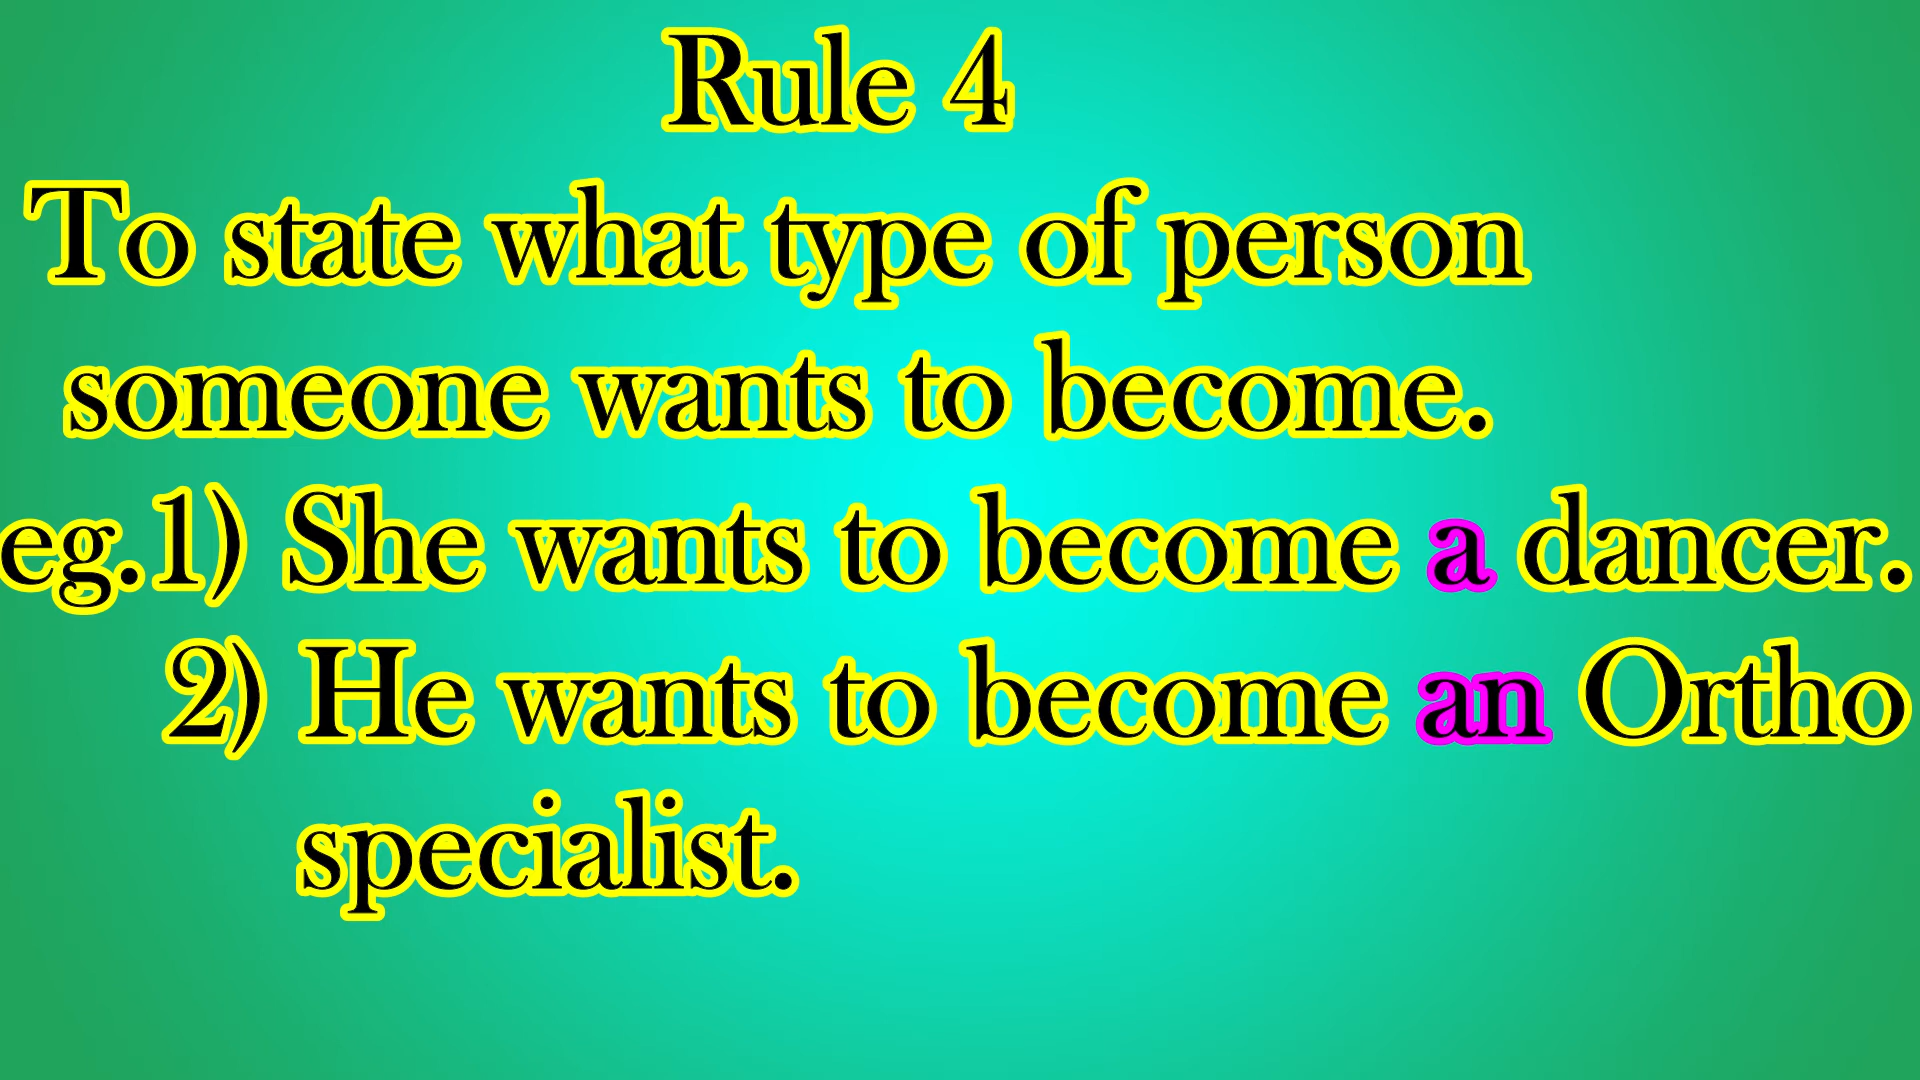 Rule 4
To state what type of person
someone wants to become.
eg.1) She wants to become a dancer.
2) He wants to become an Ortho
specialist.